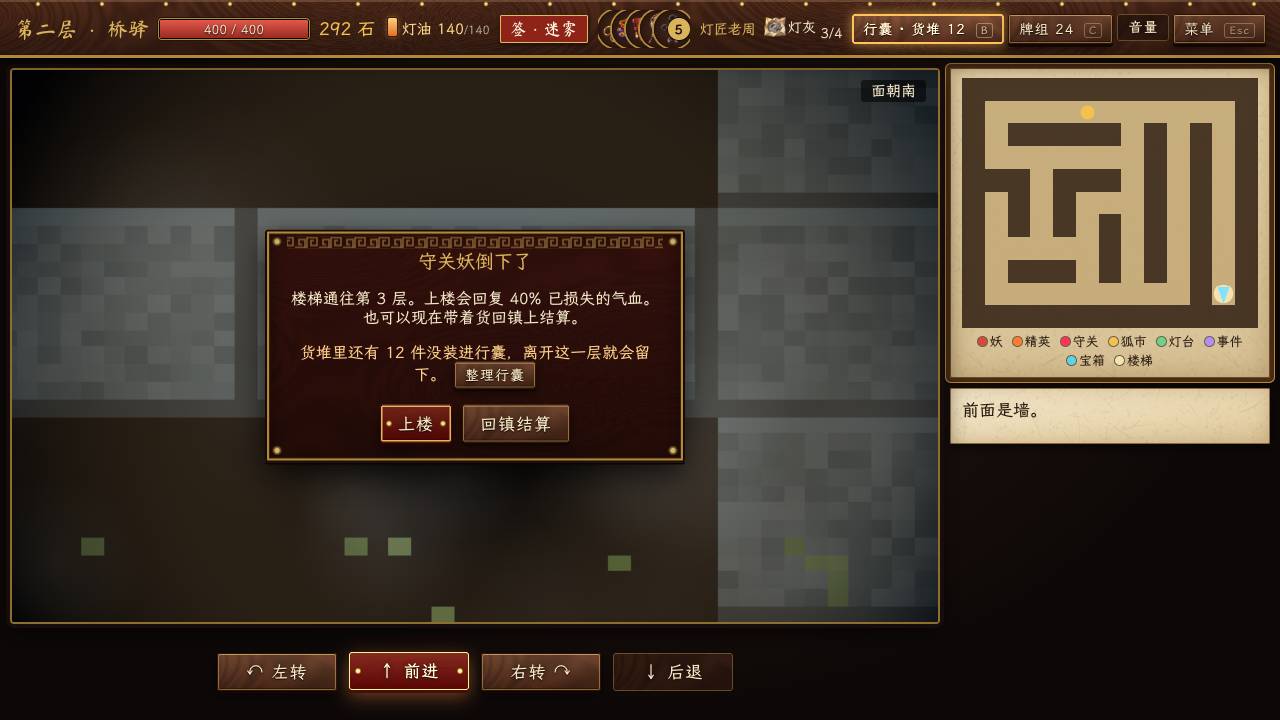 第二层 · 桥驿
400 / 400
292 石
灯油 140/140
签 · 迷雾
5
灯匠老周
灯灰 3/4
行囊 · 货堆 12 B
牌组 24 C
音量
菜单 Esc
面朝南
守关妖倒下了
楼梯通往第 3 层。上楼会回复 40% 已损失的气血。
也可以现在带着货回镇上结算。
货堆里还有 12 件没装进行囊，离开这一层就会留
下。 整理行囊
上楼
回镇结算
妖 精英 守关 狐市 灯台 事件
宝箱 楼梯
前面是墙。
↶ 左转
↑ 前进
右转 ↷
↓ 后退